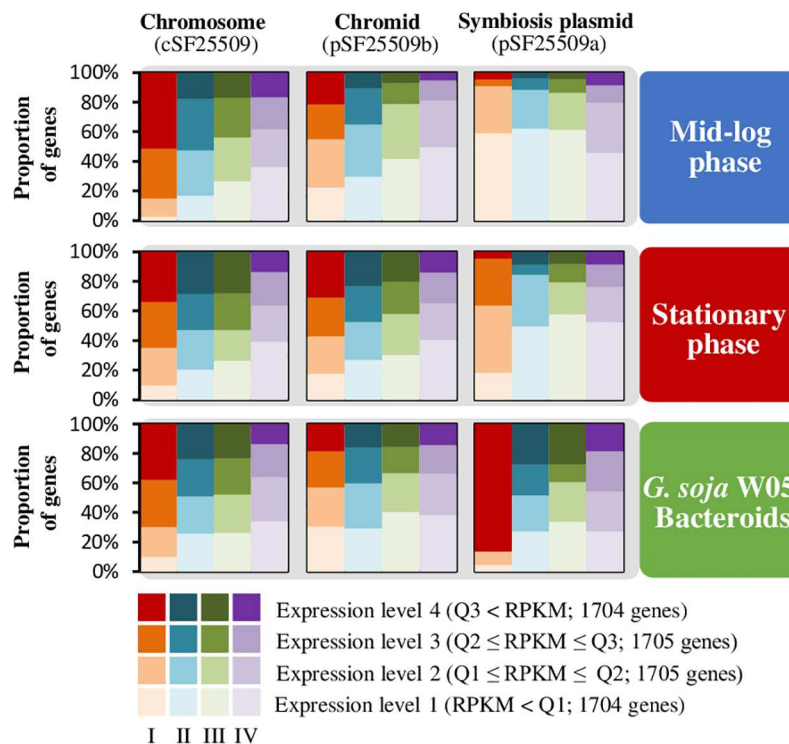 Chromosome
(cSF25509)
Chromid
(pSF25509b)
Symbiosis plasmid
(pSF25509a)
Proportion
of genes
100%
80%
60%
40%
20%
0%
Mid-log
phase
Proportion
of genes
100%
80%
60%
40%
20%
0%
Stationary
phase
Proportion
of genes
100%
80%
60%
40%
20%
0%
G. soja W05
Bacteroids
Expression level 4 (Q3 < RPKM; 1704 genes)
Expression level 3 (Q2 ≤ RPKM ≤ Q3; 1705 genes)
Expression level 2 (Q1 ≤ RPKM ≤ Q2; 1705 genes)
Expression level 1 (RPKM < Q1; 1704 genes)
I II III IV